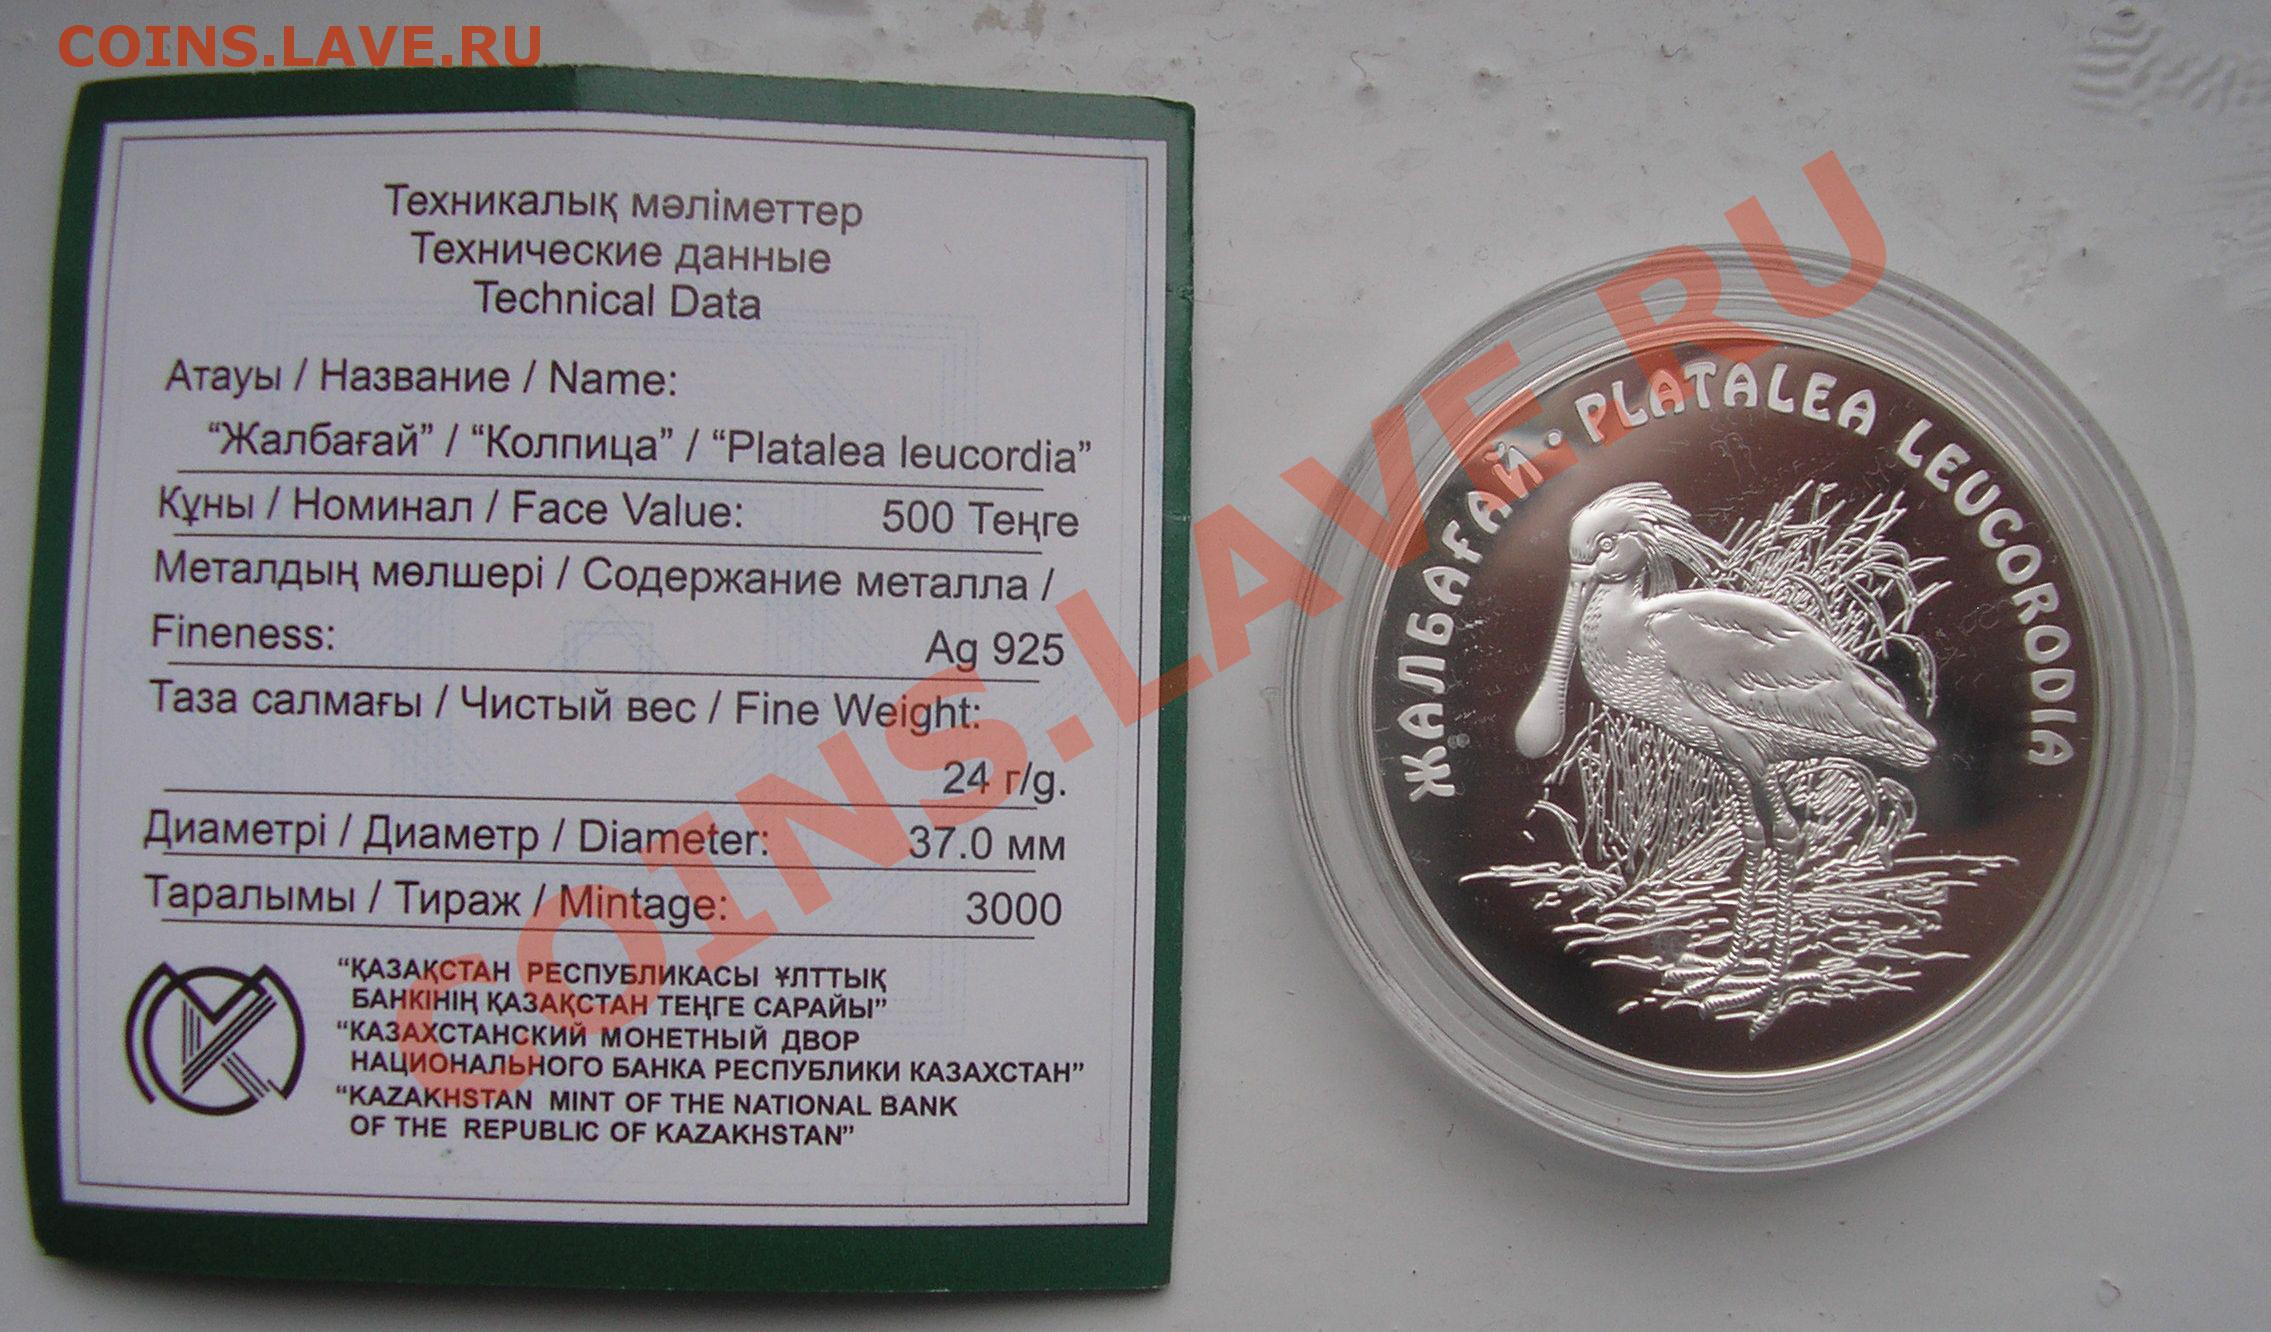 COINS.LAVE.RU
Техникалық мәліметтер
Технические данные
Technical Data
Атауы / Название / Name:
“Жалбағай” / “Колпица” / “Platalea leucordia”
Құны / Номинал / Face Value: 500 Теңге
Металдың мөлшері / Содержание металла /
Fineness: Ag 925
Таза салмағы / Чистый вес / Fine Weight:
24 г/g.
Диаметрі / Диаметр / Diameter: 37.0 мм
Таралымы / Тираж / Mintage: 3000
“ҚАЗАҚСТАН РЕСПУБЛИКАСЫ ҰЛТТЫҚ
БАНКІНІҢ ҚАЗАҚСТАН ТЕҢГЕ САРАЙЫ”
“КАЗАХСТАНСКИЙ МОНЕТНЫЙ ДВОР
НАЦИОНАЛЬНОГО БАНКА РЕСПУБЛИКИ КАЗАХСТАН”
“KAZAKHSTAN MINT OF THE NATIONAL BANK
OF THE REPUBLIC OF KAZAKHSTAN”
ЖАЛБАҒАЙ · PLATALEA LEUCORODIA
COINS.LAVE.RU